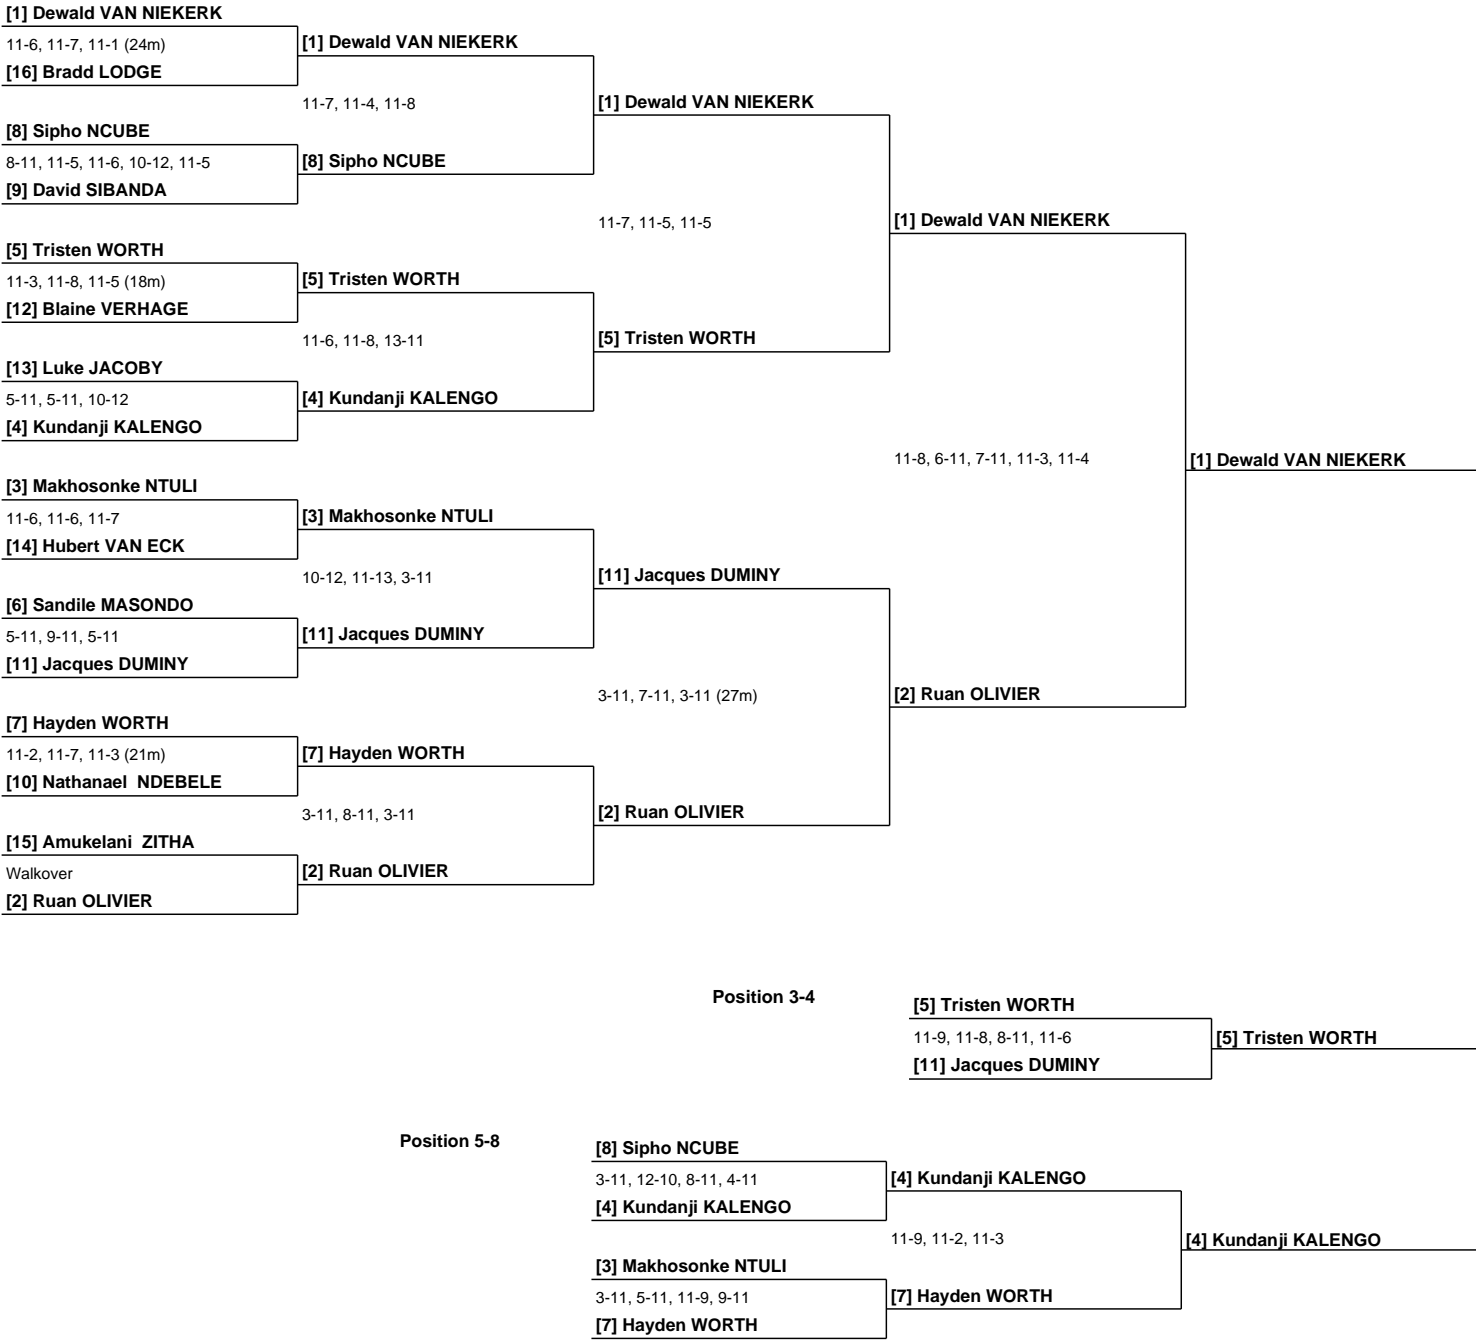 [1] Dewald VAN NIEKERK
11-6, 11-7, 11-1 (24m)
[1] Dewald VAN NIEKERK
[16] Bradd LODGE
11-7, 11-4, 11-8
[1] Dewald VAN NIEKERK
[8] Sipho NCUBE
8-11, 11-5, 11-6, 10-12, 11-5
[8] Sipho NCUBE
[9] David SIBANDA
11-7, 11-5, 11-5
[1] Dewald VAN NIEKERK
[5] Tristen WORTH
11-3, 11-8, 11-5 (18m)
[5] Tristen WORTH
[12] Blaine VERHAGE
11-6, 11-8, 13-11
[5] Tristen WORTH
[13] Luke JACOBY
5-11, 5-11, 10-12
[4] Kundanji KALENGO
[4] Kundanji KALENGO
11-8, 6-11, 7-11, 11-3, 11-4
[1] Dewald VAN NIEKERK
[3] Makhosonke NTULI
11-6, 11-6, 11-7
[3] Makhosonke NTULI
[14] Hubert VAN ECK
10-12, 11-13, 3-11
[11] Jacques DUMINY
[6] Sandile MASONDO
5-11, 9-11, 5-11
[11] Jacques DUMINY
[11] Jacques DUMINY
3-11, 7-11, 3-11 (27m)
[2] Ruan OLIVIER
[7] Hayden WORTH
11-2, 11-7, 11-3 (21m)
[7] Hayden WORTH
[10] Nathanael  NDEBELE
3-11, 8-11, 3-11
[2] Ruan OLIVIER
[15] Amukelani  ZITHA
Walkover
[2] Ruan OLIVIER
[2] Ruan OLIVIER
Position 3-4
[5] Tristen WORTH
11-9, 11-8, 8-11, 11-6
[5] Tristen WORTH
[11] Jacques DUMINY
Position 5-8
[8] Sipho NCUBE
3-11, 12-10, 8-11, 4-11
[4] Kundanji KALENGO
[4] Kundanji KALENGO
11-9, 11-2, 11-3
[4] Kundanji KALENGO
[3] Makhosonke NTULI
3-11, 5-11, 11-9, 9-11
[7] Hayden WORTH
[7] Hayden WORTH